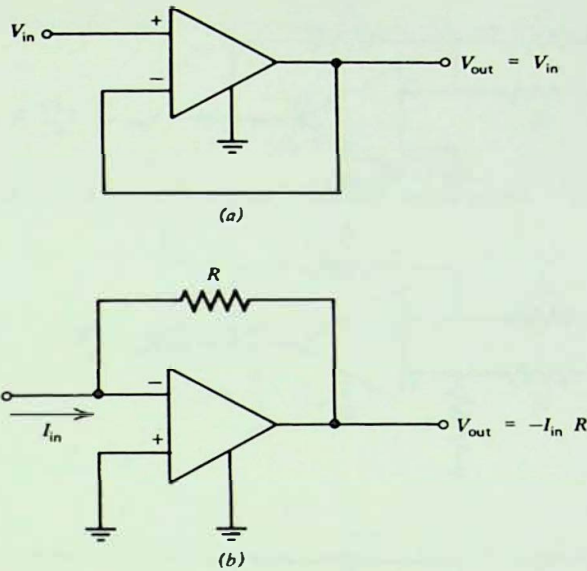 +
V_in
V_out = V_in
−
(a)
R
−
I_in
V_out = −I_in R
+
(b)